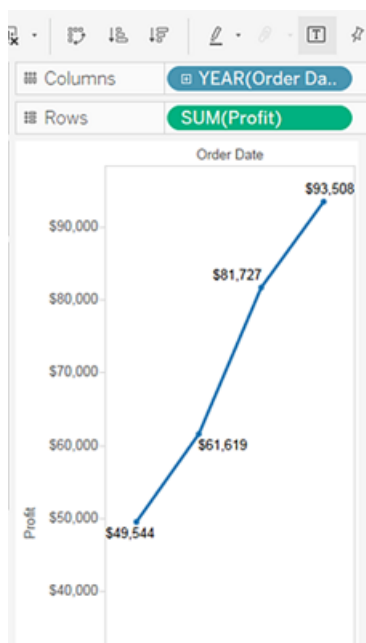 Columns
YEAR(Order Da..
Rows
SUM(Profit)
Order Date
$93,508
$90,000
$81,727
$80,000
$70,000
$60,000
$61,619
$50,000
$49,544
Profit
$40,000